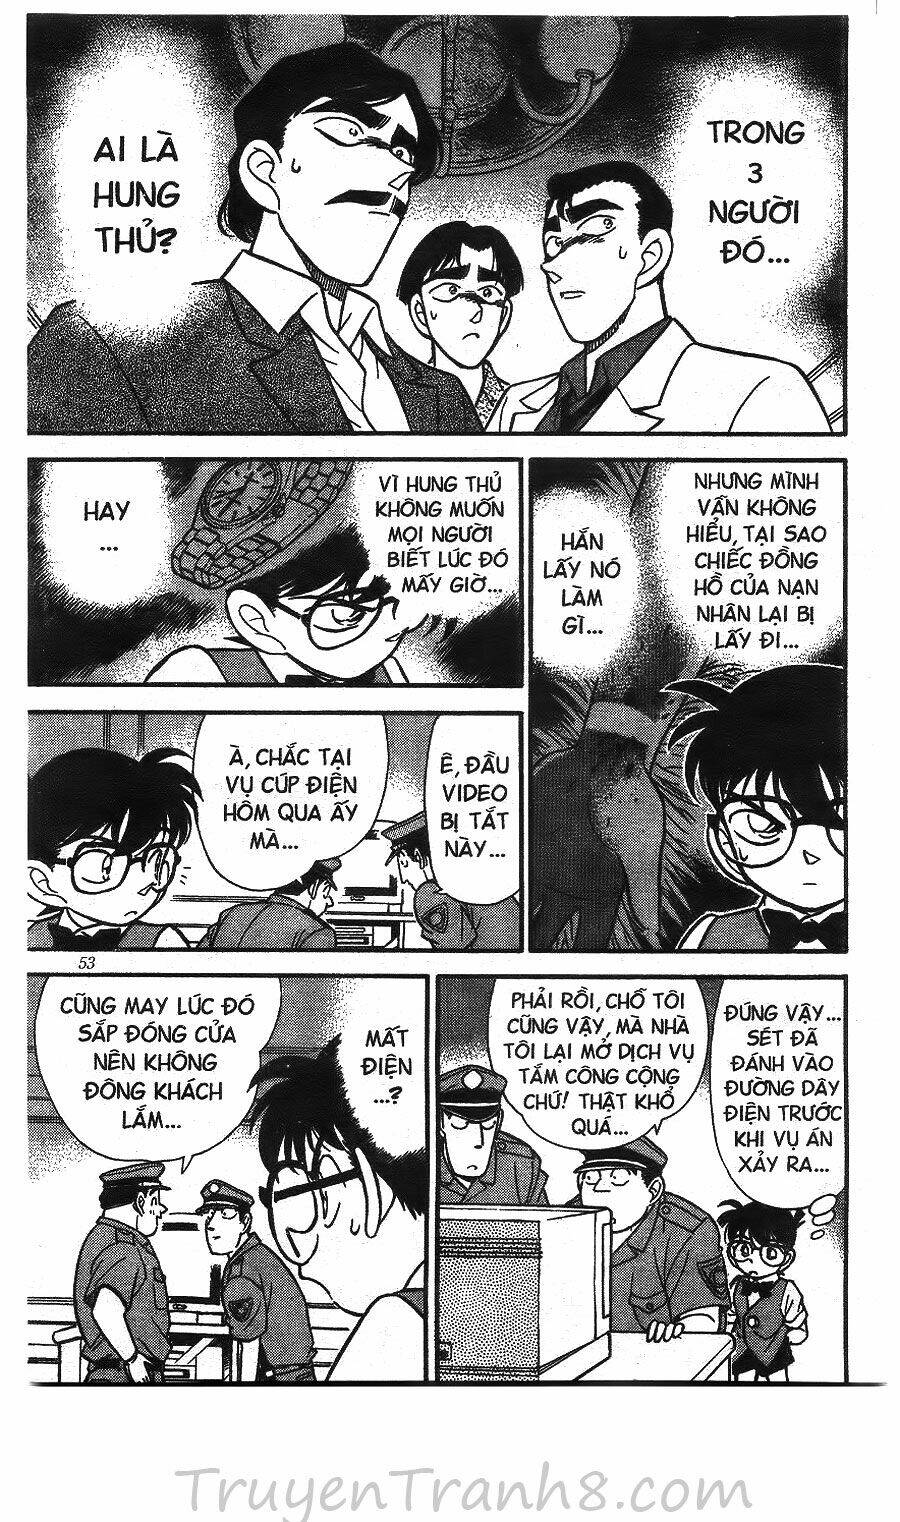 TRONG
3
NGƯỜI
ĐÓ...
AI LÀ
HUNG
THỦ?
NHƯNG MÌNH
VẪN KHÔNG
HIỂU, TẠI SAO
CHIẾC ĐỒNG
HỒ CỦA NẠN
NHÂN LẠI BỊ
LẤY ĐI...
HẮN
LẤY NÓ
LÀM
GÌ...
VÌ HUNG THỦ
KHÔNG MUỐN
MỌI NGƯỜI
BIẾT LÚC ĐÓ
MẤY GIỜ...
HAY
...
Ê, ĐẦU
VIDEO
BỊ TẮT
NÀY...
À, CHẮC TẠI
VỤ CÚP ĐIỆN
HÔM QUA ẤY
MÀ...
53
ĐÚNG VẬY...
SÉT ĐÃ
ĐÁNH VÀO
ĐƯỜNG DÂY
ĐIỆN TRƯỚC
KHI VỤ ÁN
XẢY RA...
PHẢI RỒI, CHỖ TÔI
CŨNG VẬY, MÀ NHÀ
TÔI LẠI MỞ DỊCH VỤ
TẮM CÔNG CỘNG
CHỨ! THẬT KHỔ
QUÁ...
MẤT
ĐIỆN
...?
CŨNG MAY LÚC ĐÓ
SẮP ĐÓNG CỬA
NÊN KHÔNG
ĐÔNG KHÁCH
LẮM...
TruyenTranh8.com